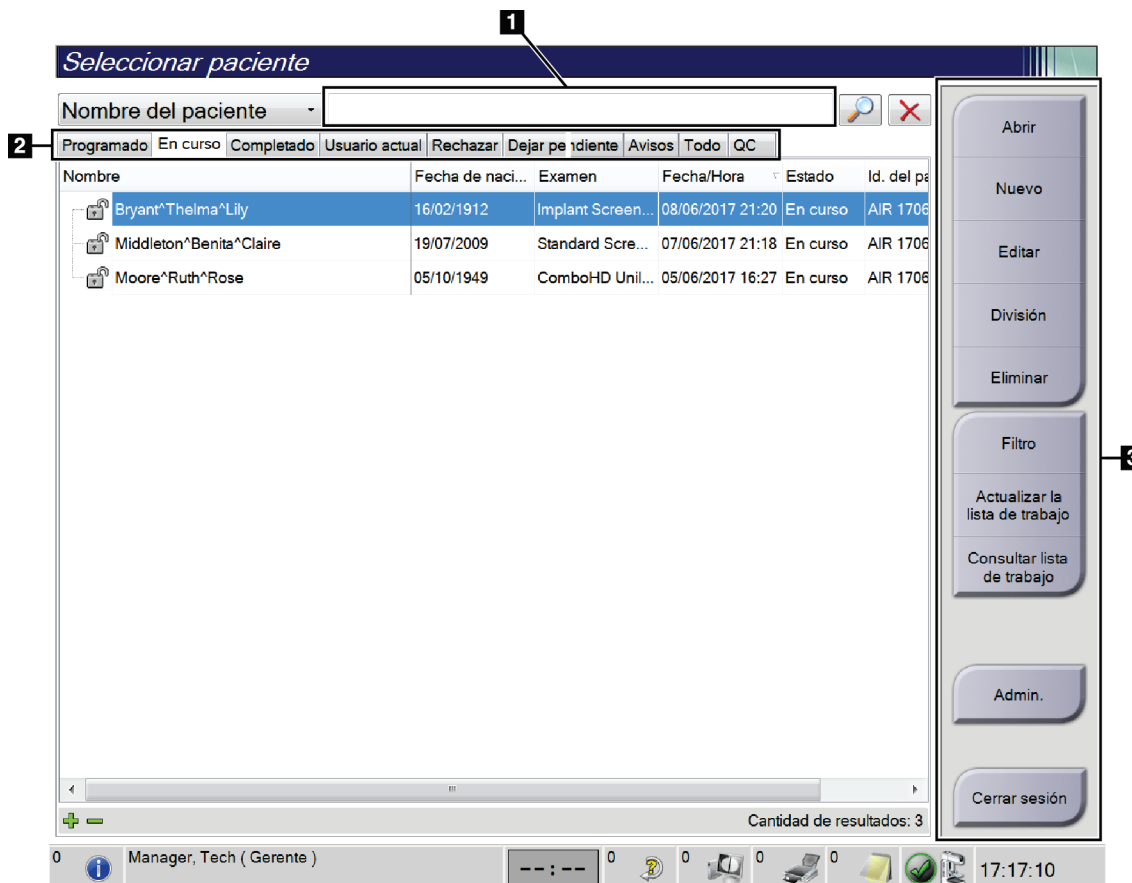 1
Seleccionar paciente
Nombre del paciente
2
Programado En curso Completado Usuario actual Rechazar Dejar pendiente Avisos Todo QC
Nombre Fecha de naci... Examen Fecha/Hora Estado Id. del pa
Bryant^Thelma^Lily 16/02/1912 Implant Screen... 08/06/2017 21:20 En curso AIR 1706
Middleton^Benita^Claire 19/07/2009 Standard Scre... 07/06/2017 21:18 En curso AIR 1706
Moore^Ruth^Rose 05/10/1949 ComboHD Unil... 05/06/2017 16:27 En curso AIR 1706
Abrir
Nuevo
Editar
División
Eliminar
Filtro
3
Actualizar la
lista de trabajo
Consultar lista
de trabajo
Admin.
Cerrar sesión
Cantidad de resultados: 3
0 Manager, Tech ( Gerente ) --:-- 0 0 0 0 17:17:10